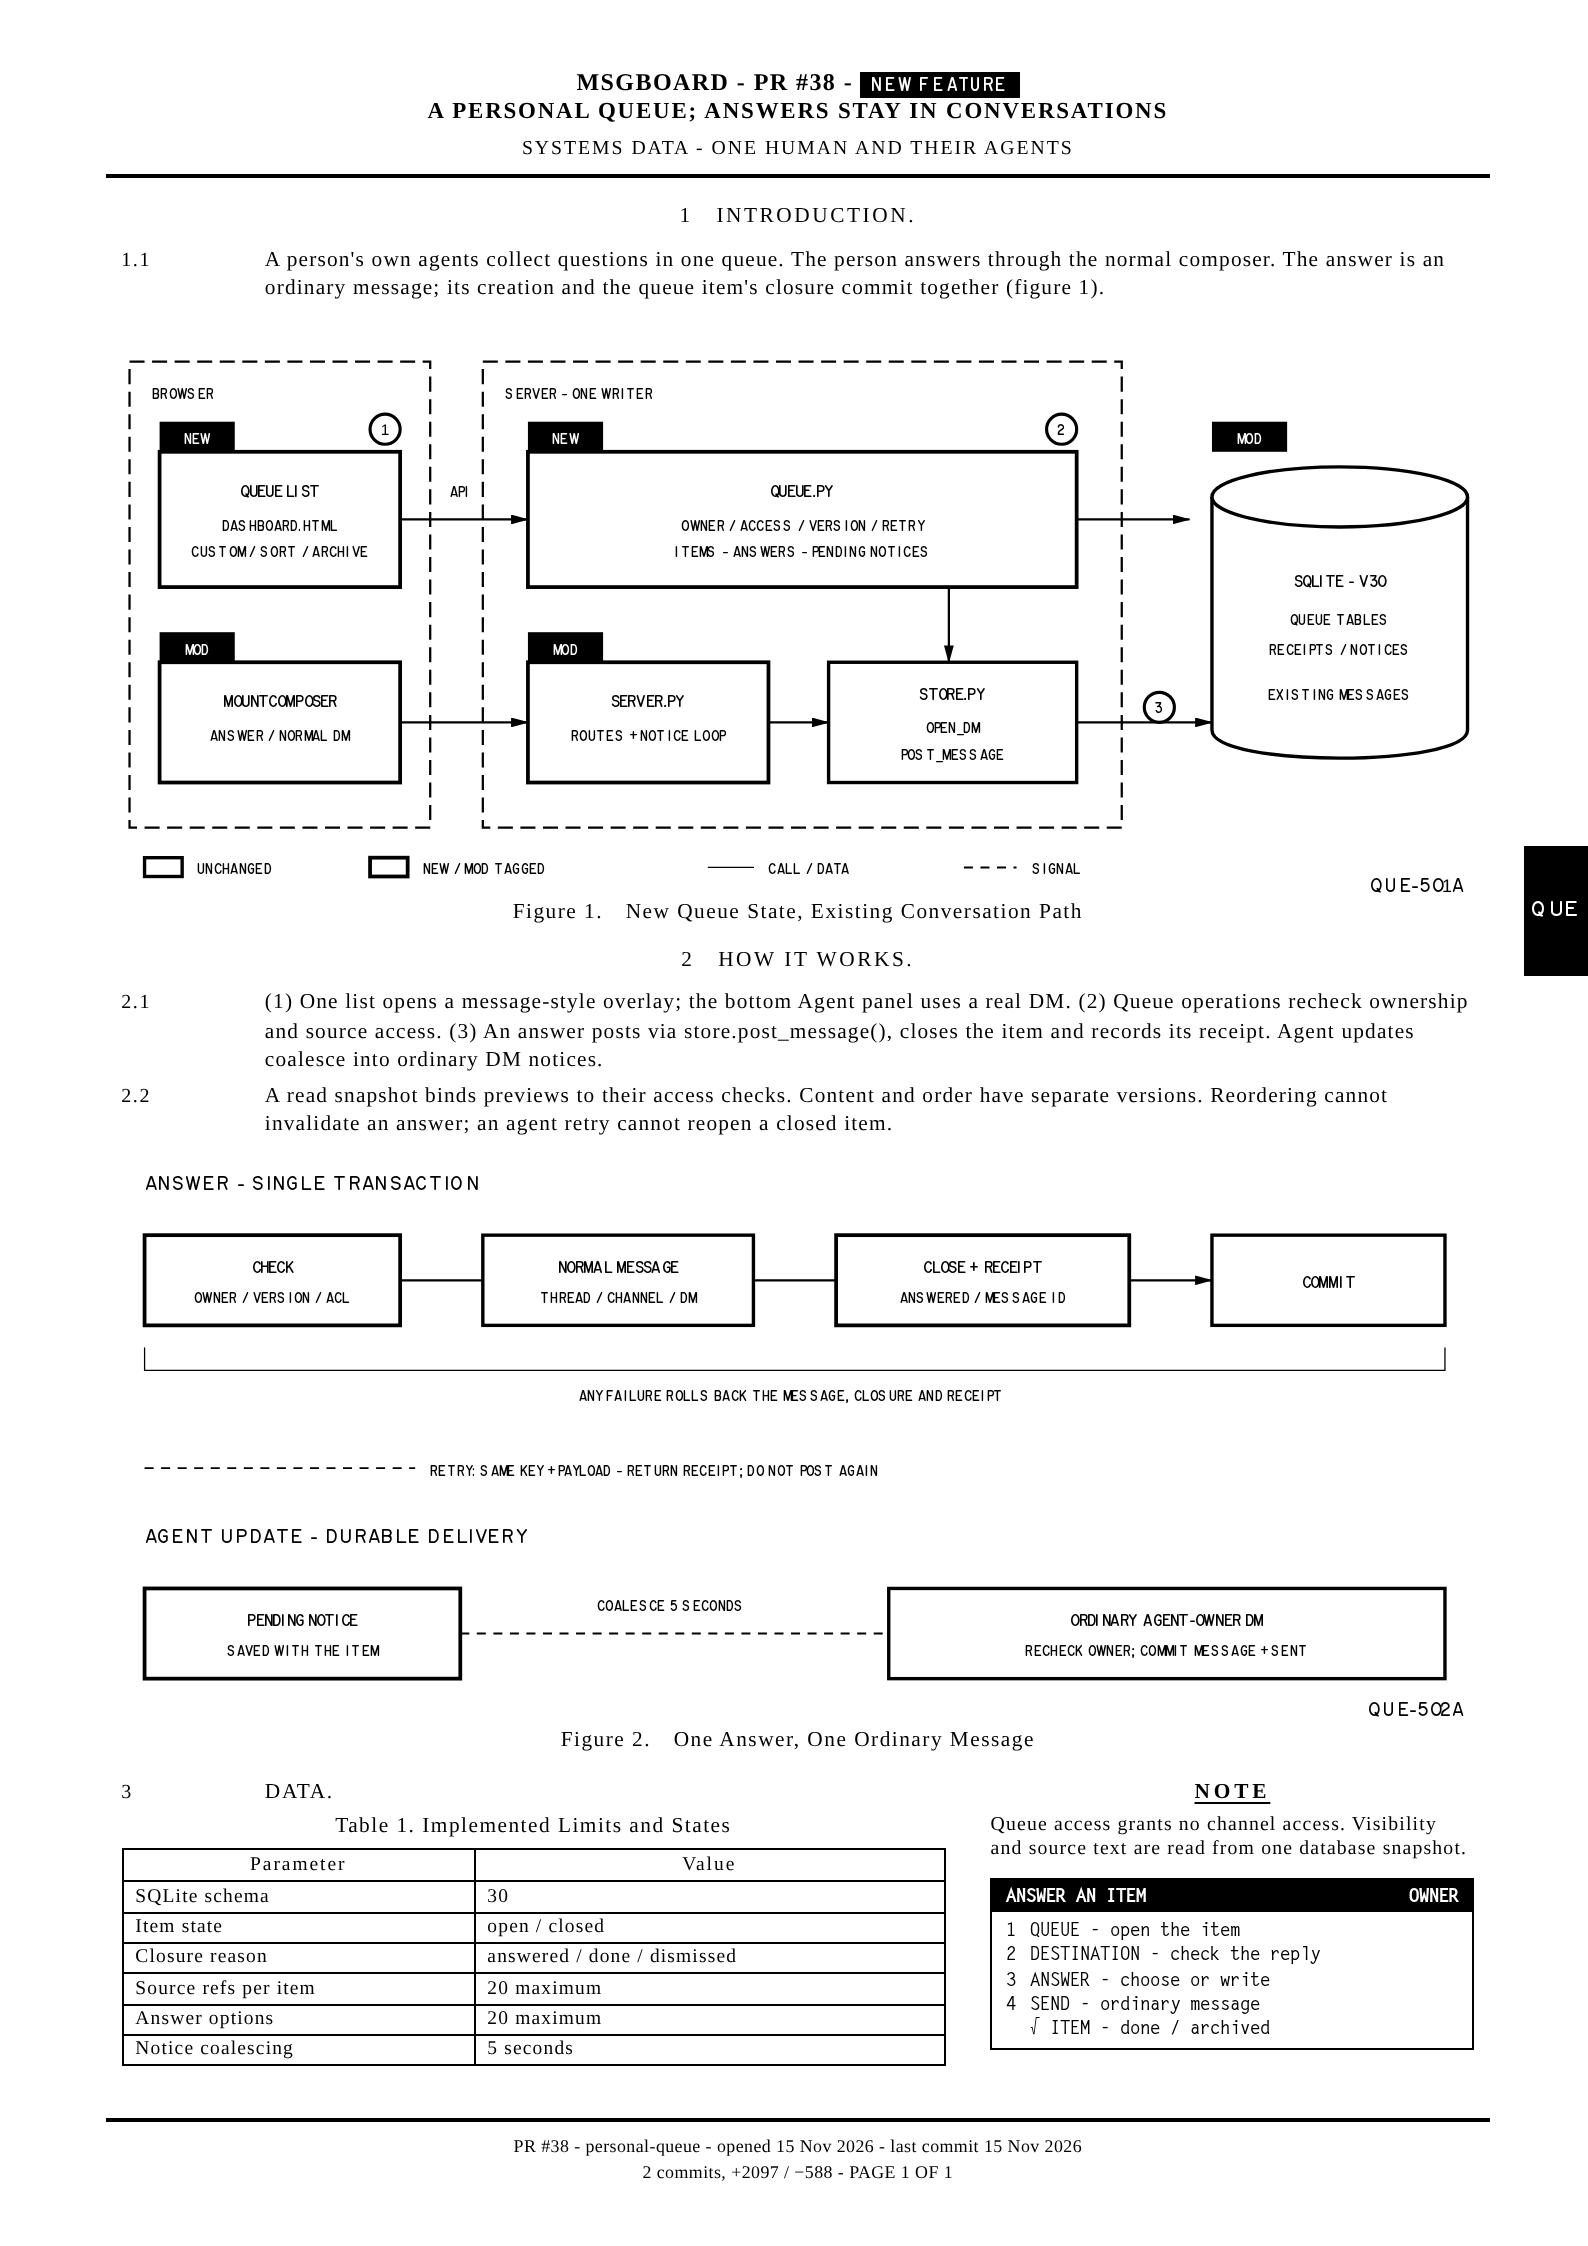 MSGBOARD - PR #38 - NEW FEATURE
A PERSONAL QUEUE; ANSWERS STAY IN CONVERSATIONS
SYSTEMS DATA - ONE HUMAN AND THEIR AGENTS
1 INTRODUCTION.
1.1 A person's own agents collect questions in one queue. The person answers through the normal composer. The answer is an
ordinary message; its creation and the queue item's closure commit together (figure 1).
BROWSER
SERVER - ONE WRITER
NEW
1
NEW
2
MOD
QUEUE LIST
DASHBOARD.HTML
CUSTOM / SORT / ARCHIVE
API
QUEUE.PY
OWNER / ACCESS / VERSION / RETRY
ITEMS - ANSWERS - PENDING NOTICES
SQLITE - V30
QUEUE TABLES
RECEIPTS / NOTICES
EXISTING MESSAGES
MOD
MOUNTCOMPOSER
ANSWER / NORMAL DM
MOD
SERVER.PY
ROUTES + NOTICE LOOP
STORE.PY
OPEN_DM
POST_MESSAGE
3
UNCHANGED
NEW / MOD TAGGED
CALL / DATA
SIGNAL
QUE-501A
QUE
Figure 1. New Queue State, Existing Conversation Path
2 HOW IT WORKS.
2.1 (1) One list opens a message-style overlay; the bottom Agent panel uses a real DM. (2) Queue operations recheck ownership
and source access. (3) An answer posts via store.post_message(), closes the item and records its receipt. Agent updates
coalesce into ordinary DM notices.
2.2 A read snapshot binds previews to their access checks. Content and order have separate versions. Reordering cannot
invalidate an answer; an agent retry cannot reopen a closed item.
ANSWER - SINGLE TRANSACTION
CHECK
OWNER / VERSION / ACL
NORMAL MESSAGE
THREAD / CHANNEL / DM
CLOSE + RECEIPT
ANSWERED / MESSAGE ID
COMMIT
ANY FAILURE ROLLS BACK THE MESSAGE, CLOSURE AND RECEIPT
RETRY: SAME KEY + PAYLOAD - RETURN RECEIPT; DO NOT POST AGAIN
AGENT UPDATE - DURABLE DELIVERY
PENDING NOTICE
SAVED WITH THE ITEM
COALESCE 5 SECONDS
ORDINARY AGENT-OWNER DM
RECHECK OWNER; COMMIT MESSAGE + SENT
QUE-502A
Figure 2. One Answer, One Ordinary Message
3 DATA.
Table 1. Implemented Limits and States
Parameter Value
SQLite schema 30
Item state open / closed
Closure reason answered / done / dismissed
Source refs per item 20 maximum
Answer options 20 maximum
Notice coalescing 5 seconds
NOTE
Queue access grants no channel access. Visibility
and source text are read from one database snapshot.
ANSWER AN ITEM OWNER
1 QUEUE - open the item
2 DESTINATION - check the reply
3 ANSWER - choose or write
4 SEND - ordinary message
√ ITEM - done / archived
PR #38 - personal-queue - opened 15 Nov 2026 - last commit 15 Nov 2026
2 commits, +2097 / −588 - PAGE 1 OF 1